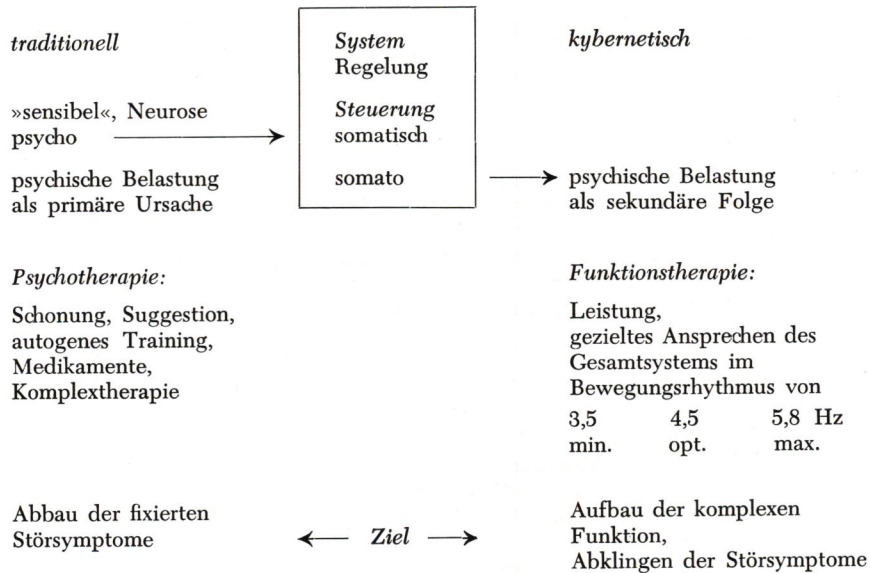 traditionell
»sensibel«, Neurose
psycho
psychische Belastung
als primäre Ursache
System
Regelung
Steuerung
somatisch
somato
kybernetisch
psychische Belastung
als sekundäre Folge
Psychotherapie:
Schonung, Suggestion,
autogenes Training,
Medikamente,
Komplextherapie
Funktionstherapie:
Leistung,
gezieltes Ansprechen des
Gesamtsystems im
Bewegungsrhythmus von
3,5 4,5 5,8 Hz
min. opt. max.
Abbau der fixierten
Störsymptome
Ziel
Aufbau der komplexen
Funktion,
Abklingen der Störsymptome